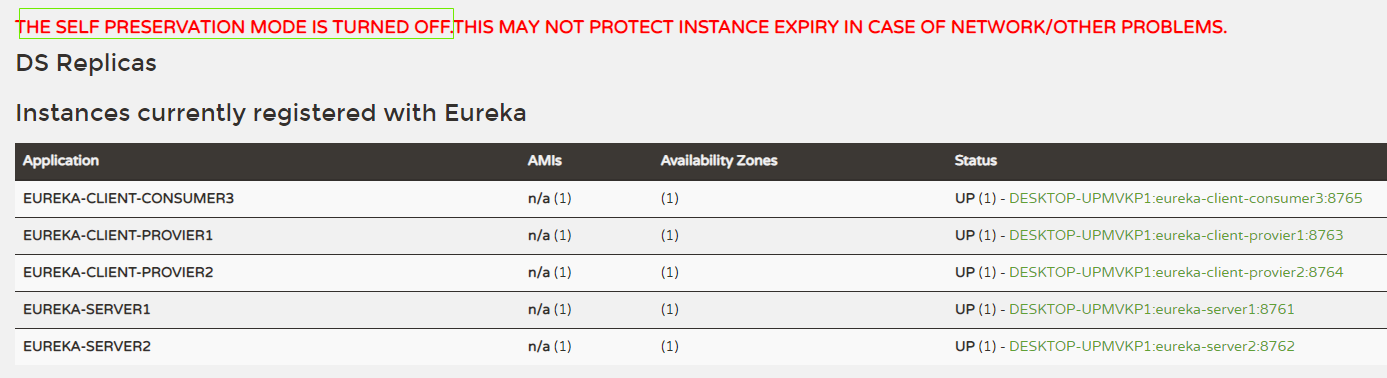 THE SELF PRESERVATION MODE IS TURNED OFF.THIS MAY NOT PROTECT INSTANCE EXPIRY IN CASE OF NETWORK/OTHER PROBLEMS.
DS Replicas
Instances currently registered with Eureka
Application AMIs Availability Zones Status
EUREKA-CLIENT-CONSUMER3 n/a (1) (1) UP (1) - DESKTOP-UPMVKP1:eureka-client-consumer3:8765
EUREKA-CLIENT-PROVIER1 n/a (1) (1) UP (1) - DESKTOP-UPMVKP1:eureka-client-provier1:8763
EUREKA-CLIENT-PROVIER2 n/a (1) (1) UP (1) - DESKTOP-UPMVKP1:eureka-client-provier2:8764
EUREKA-SERVER1 n/a (1) (1) UP (1) - DESKTOP-UPMVKP1:eureka-server1:8761
EUREKA-SERVER2 n/a (1) (1) UP (1) - DESKTOP-UPMVKP1:eureka-server2:8762